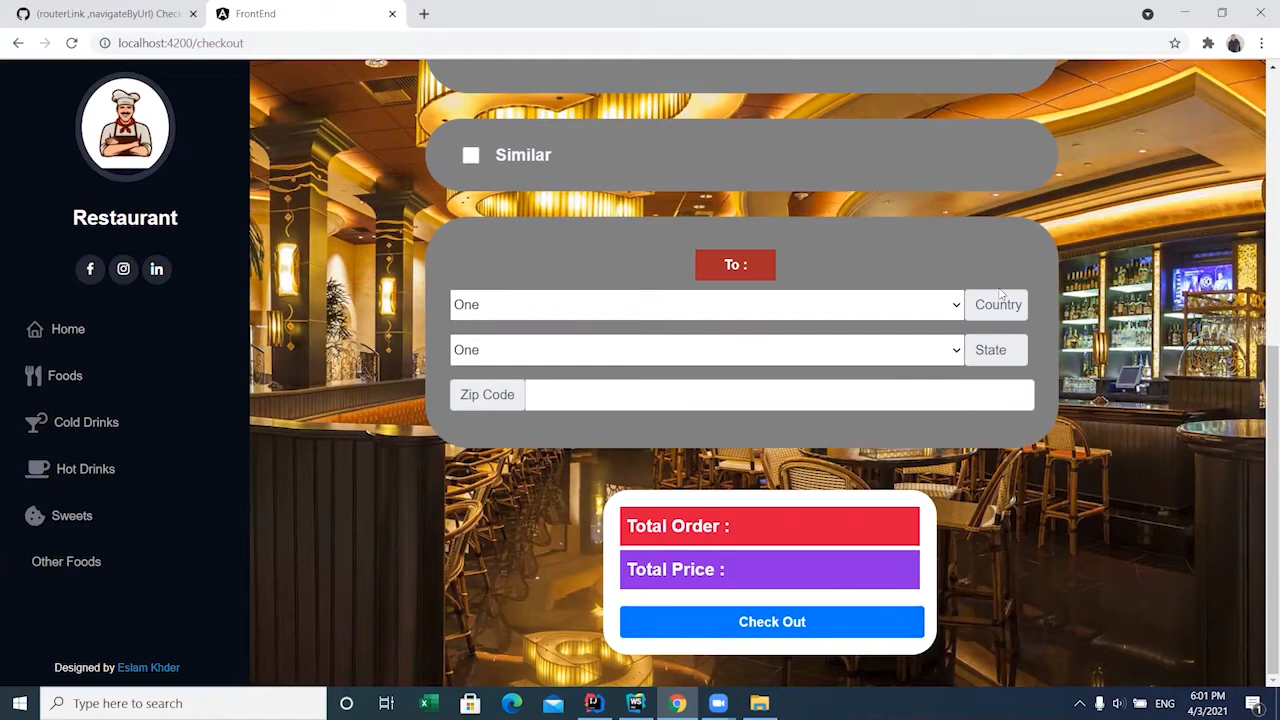 (routerLink ,navigateByUrl) Chec
FrontEnd
localhost:4200/checkout
Restaurant
Home
Foods
Cold Drinks
Hot Drinks
Sweets
Other Foods
Designed by Eslam Khder
Similar
To :
One
Country
One
State
Zip Code
Total Order :
Total Price :
Check Out
Type here to search
ENG
6:01 PM
4/3/2021